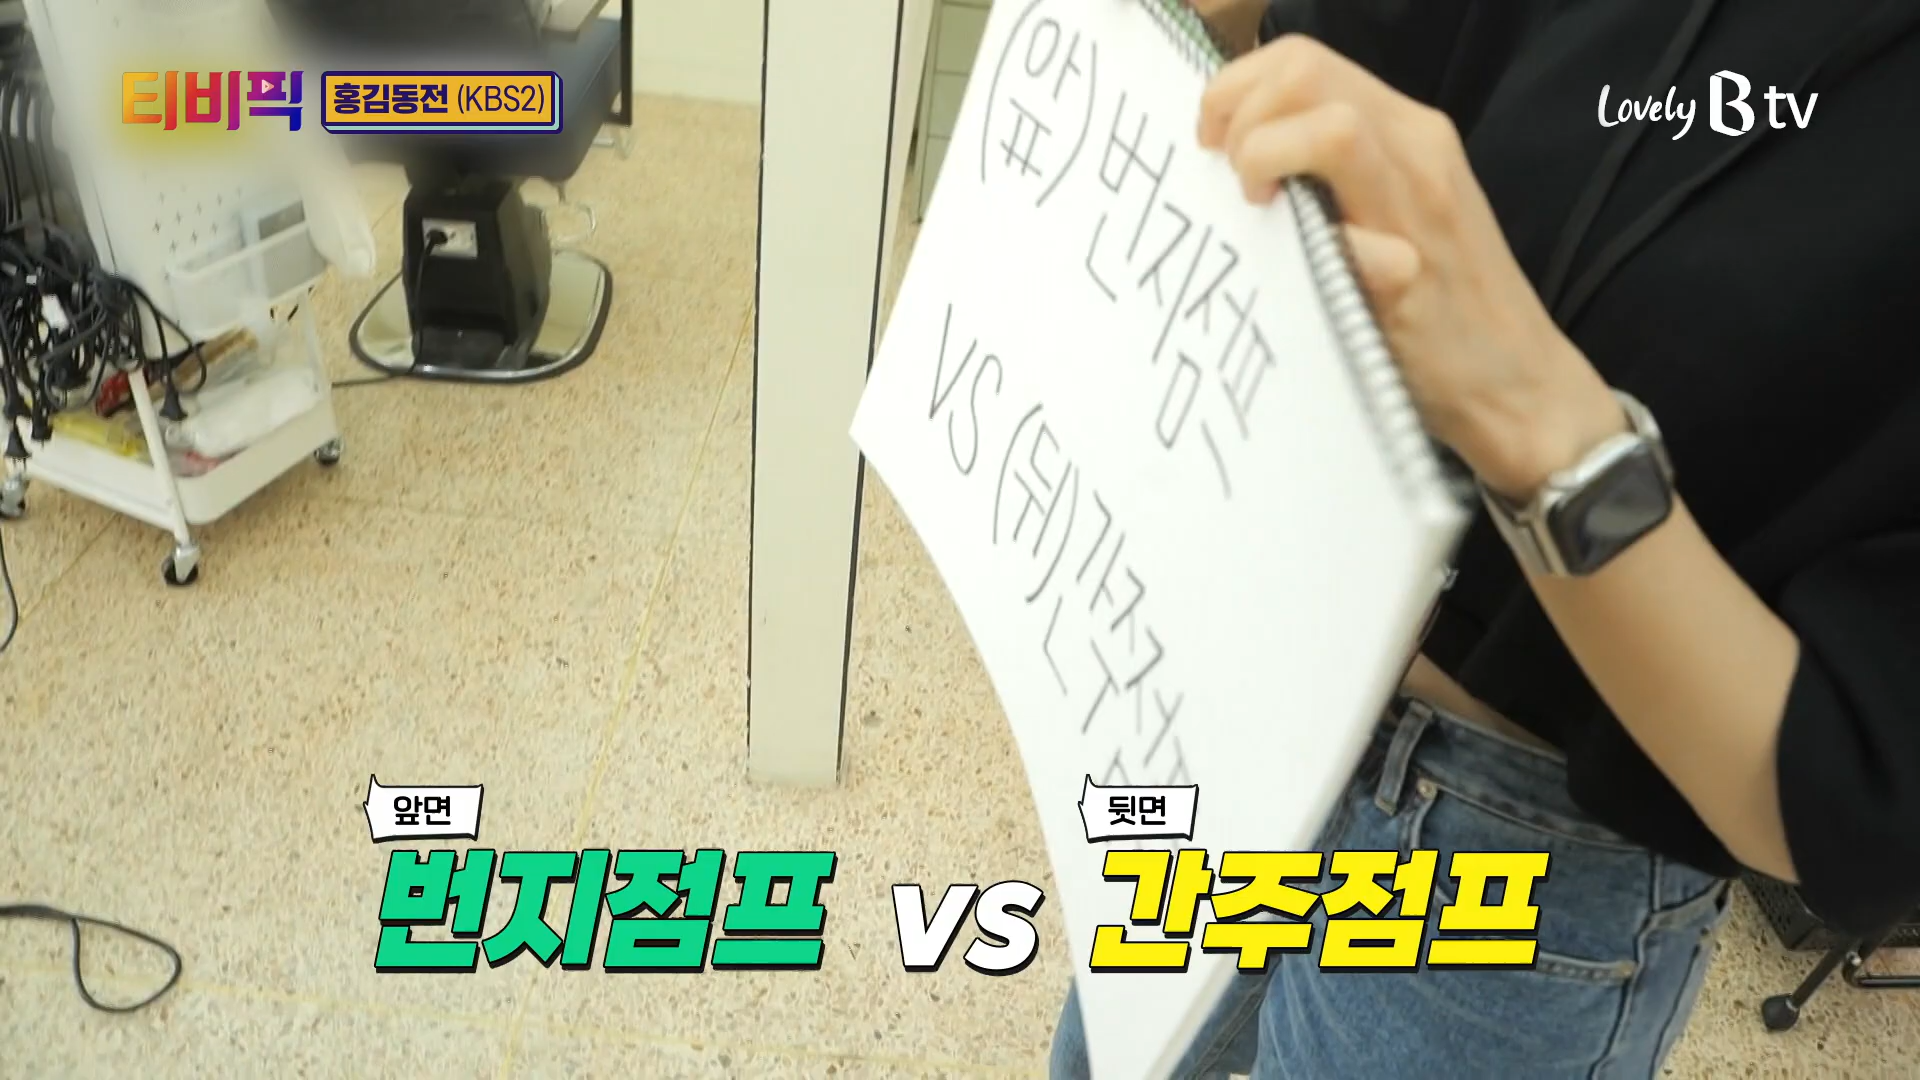 티비픽 홍김동전 (KBS2)
Lovely B tv
(앞) 번지점프
VS (뒤) 간주점프
앞면
번지점프
vs
뒷면
간주점프